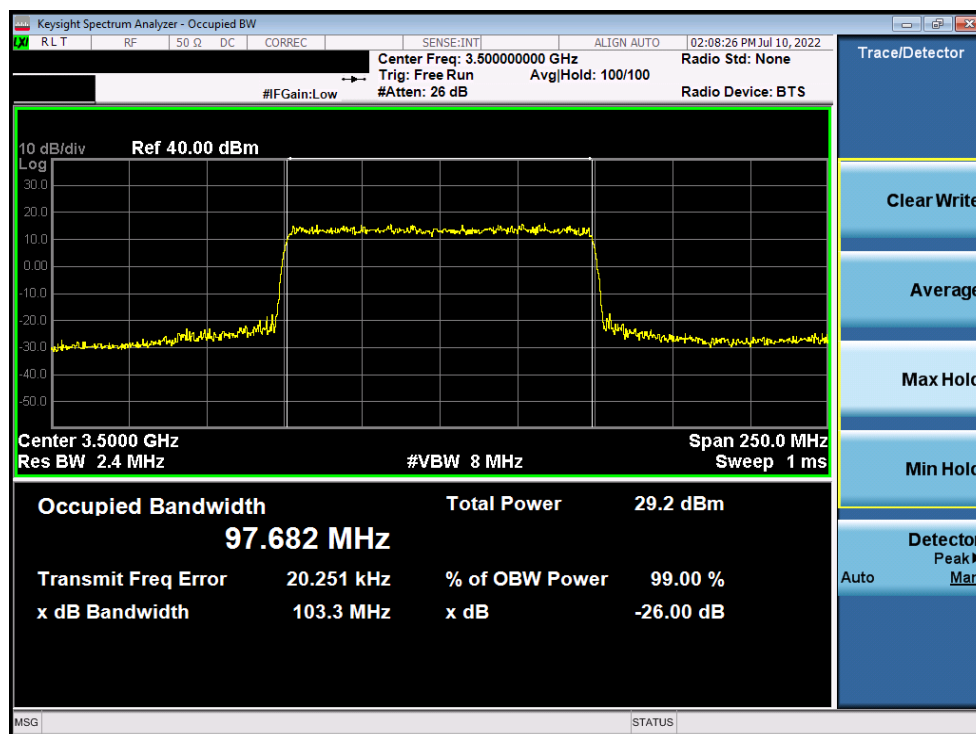 Keysight Spectrum Analyzer - Occupied BW
LXI RLT RF 50 Ω DC CORREC SENSE:INT ALIGN AUTO 02:08:26 PM Jul 10, 2022
Center Freq: 3.500000000 GHz Radio Std: None
Trig: Free Run Avg|Hold: 100/100
#IFGain:Low #Atten: 26 dB Radio Device: BTS
10 dB/div Ref 40.00 dBm
Log
30.0
20.0
10.0
0.00
-10.0
-20.0
-30.0
-40.0
-50.0
Center 3.5000 GHz Span 250.0 MHz
Res BW 2.4 MHz #VBW 8 MHz Sweep 1 ms
Occupied Bandwidth Total Power 29.2 dBm
97.682 MHz
Transmit Freq Error 20.251 kHz % of OBW Power 99.00 %
x dB Bandwidth 103.3 MHz x dB -26.00 dB
MSG STATUS
Trace/Detector
Clear Write
Average
Max Hold
Min Hold
Detector
Peak
Auto Man